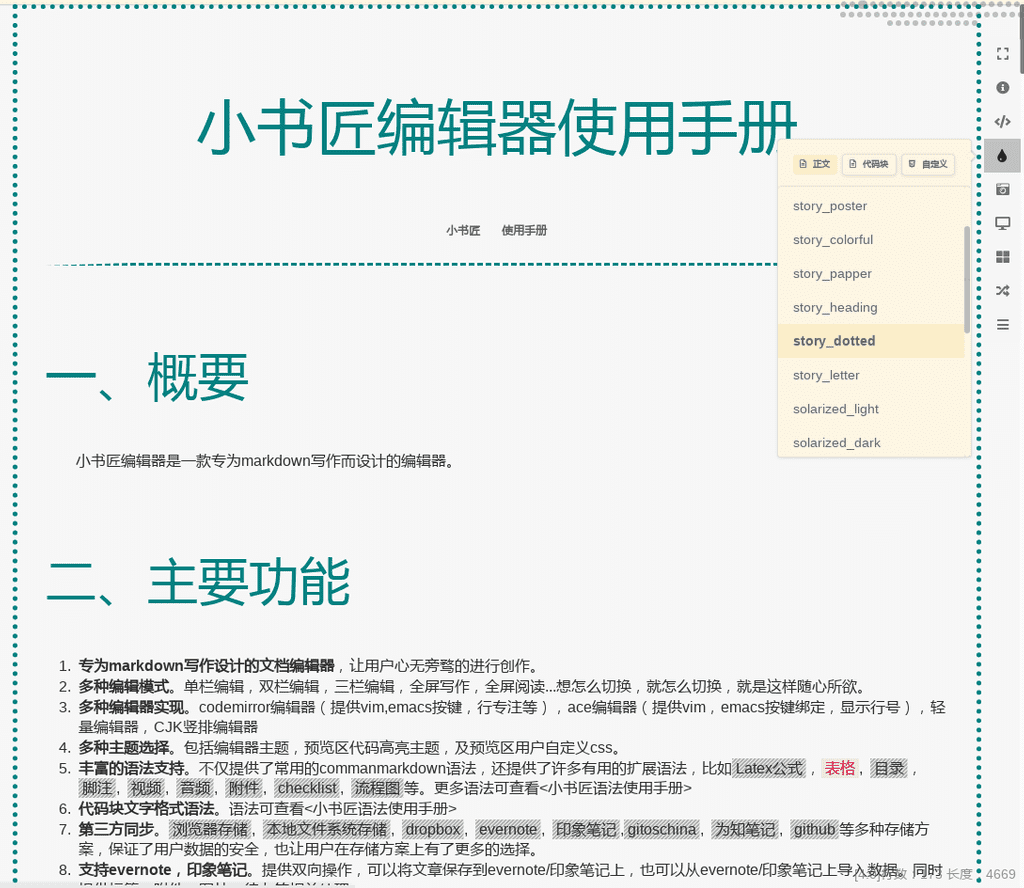 小书匠编辑器使用手册
小书匠 使用手册
正文 代码块 自定义
story_poster
story_colorful
story_papper
story_heading
story_dotted
story_letter
solarized_light
solarized_dark
一、概要
小书匠编辑器是一款专为markdown写作而设计的编辑器。
二、主要功能
1. 专为markdown写作设计的文档编辑器，让用户心无旁骛的进行创作。
2. 多种编辑模式。单栏编辑，双栏编辑，三栏编辑，全屏写作，全屏阅读...想怎么切换，就怎么切换，就是这样随心所欲。
3. 多种编辑器实现。codemirror编辑器（提供vim,emacs按键，行专注等），ace编辑器（提供vim，emacs按键绑定，显示行号），轻
量编辑器，CJK竖排编辑器
4. 多种主题选择。包括编辑器主题，预览区代码高亮主题，及预览区用户自定义css。
5. 丰富的语法支持。不仅提供了常用的commanmarkdown语法，还提供了许多有用的扩展语法，比如 Latex公式，表格，目录，
脚注，视频，音频，附件，checklist，流程图等。更多语法可查看<小书匠语法使用手册>
6. 代码块文字格式语法。语法可查看<小书匠语法使用手册>
7. 第三方同步。浏览器存储，本地文件系统存储，dropbox，evernote，印象笔记,gitoschina，为知笔记，github等多种存储方
案，保证了用户数据的安全，也让用户在存储方案上有了更多的选择。
8. 支持evernote，印象笔记。提供双向操作，可以将文章保存到evernote/印象笔记上，也可以从evernote/印象笔记上导入数据。同时
长度 : 4669